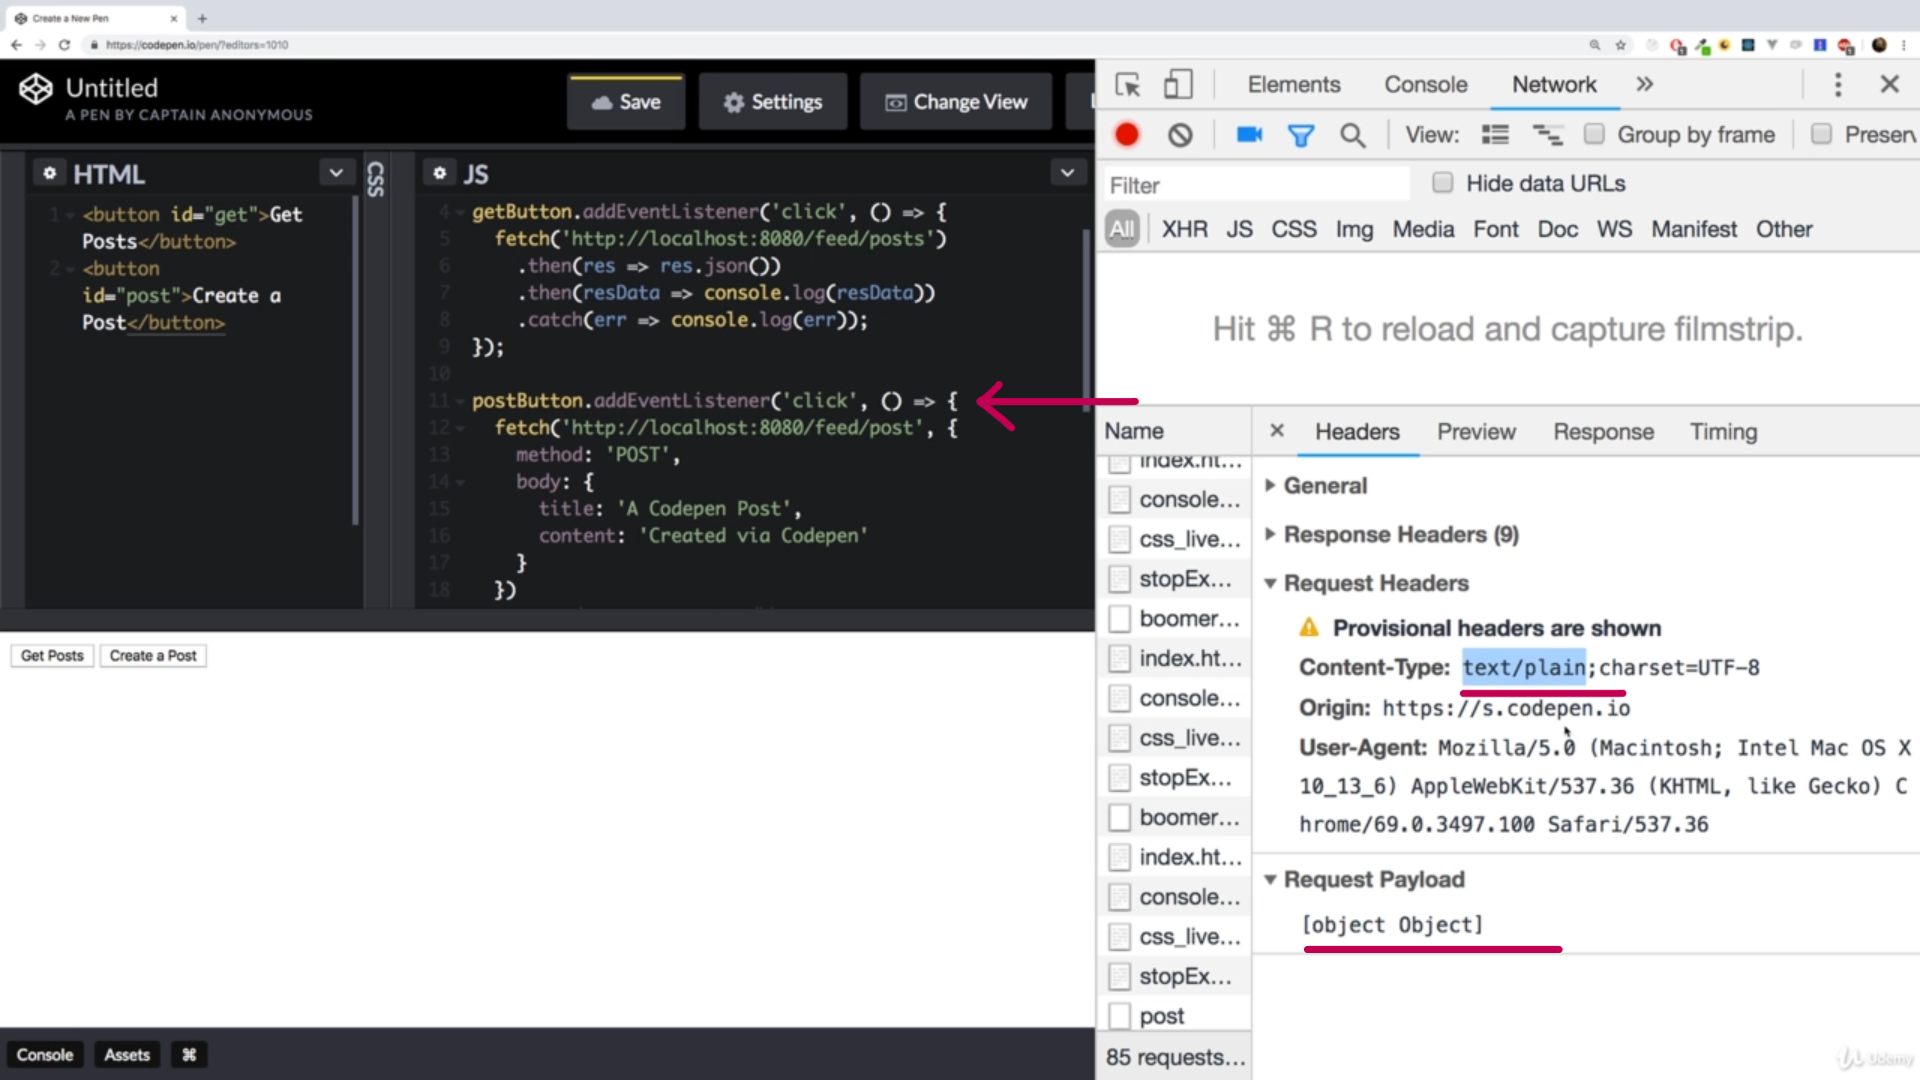 Create a New Pen
https://codepen.io/pen/?editors=1010
Untitled
A PEN BY CAPTAIN ANONYMOUS
Save
Settings
Change View
HTML
CSS
JS
1 <button id="get">Get
Posts</button>
2 <button
id="post">Create a
Post</button>
4 getButton.addEventListener('click', () => {
5 fetch('http://localhost:8080/feed/posts')
6 .then(res => res.json())
7 .then(resData => console.log(resData))
8 .catch(err => console.log(err));
9 });
10
11 postButton.addEventListener('click', () => {
12 fetch('http://localhost:8080/feed/post', {
13 method: 'POST',
14 body: {
15 title: 'A Codepen Post',
16 content: 'Created via Codepen'
17 }
18 })
Get Posts
Create a Post
Console
Assets
⌘
Elements
Console
Network
View:
Group by frame
Preserv
Filter
Hide data URLs
All
XHR
JS
CSS
Img
Media
Font
Doc
WS
Manifest
Other
Hit ⌘ R to reload and capture filmstrip.
Name
index.ht...
console...
css_live...
stopEx...
boomer...
index.ht...
console...
css_live...
stopEx...
boomer...
index.ht...
console...
css_live...
stopEx...
post
85 requests...
Headers
Preview
Response
Timing
General
Response Headers (9)
Request Headers
Provisional headers are shown
Content-Type: text/plain;charset=UTF-8
Origin: https://s.codepen.io
User-Agent: Mozilla/5.0 (Macintosh; Intel Mac OS X
10_13_6) AppleWebKit/537.36 (KHTML, like Gecko) C
hrome/69.0.3497.100 Safari/537.36
Request Payload
[object Object]
Udemy